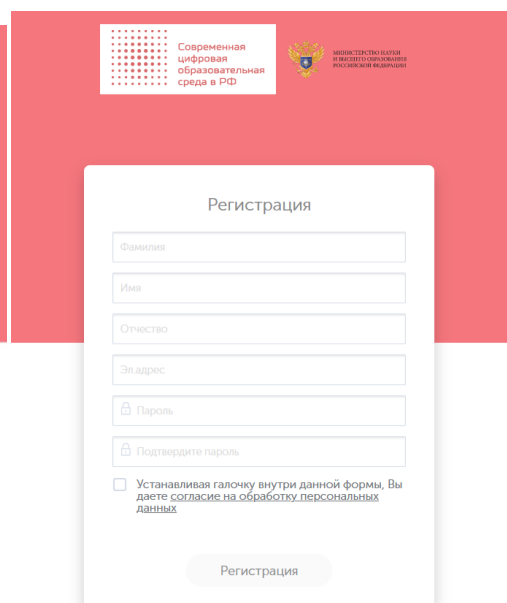 Современная
цифровая
образовательная
среда в РФ
МИНИСТЕРСТВО НАУКИ
И ВЫСШЕГО ОБРАЗОВАНИЯ
РОССИЙСКОЙ ФЕДЕРАЦИИ
Регистрация
Фамилия
Имя
Отчество
Эл.адрес
Пароль
Подтвердите пароль
Устанавливая галочку внутри данной формы, Вы
даете согласие на обработку персональных
данных
Регистрация